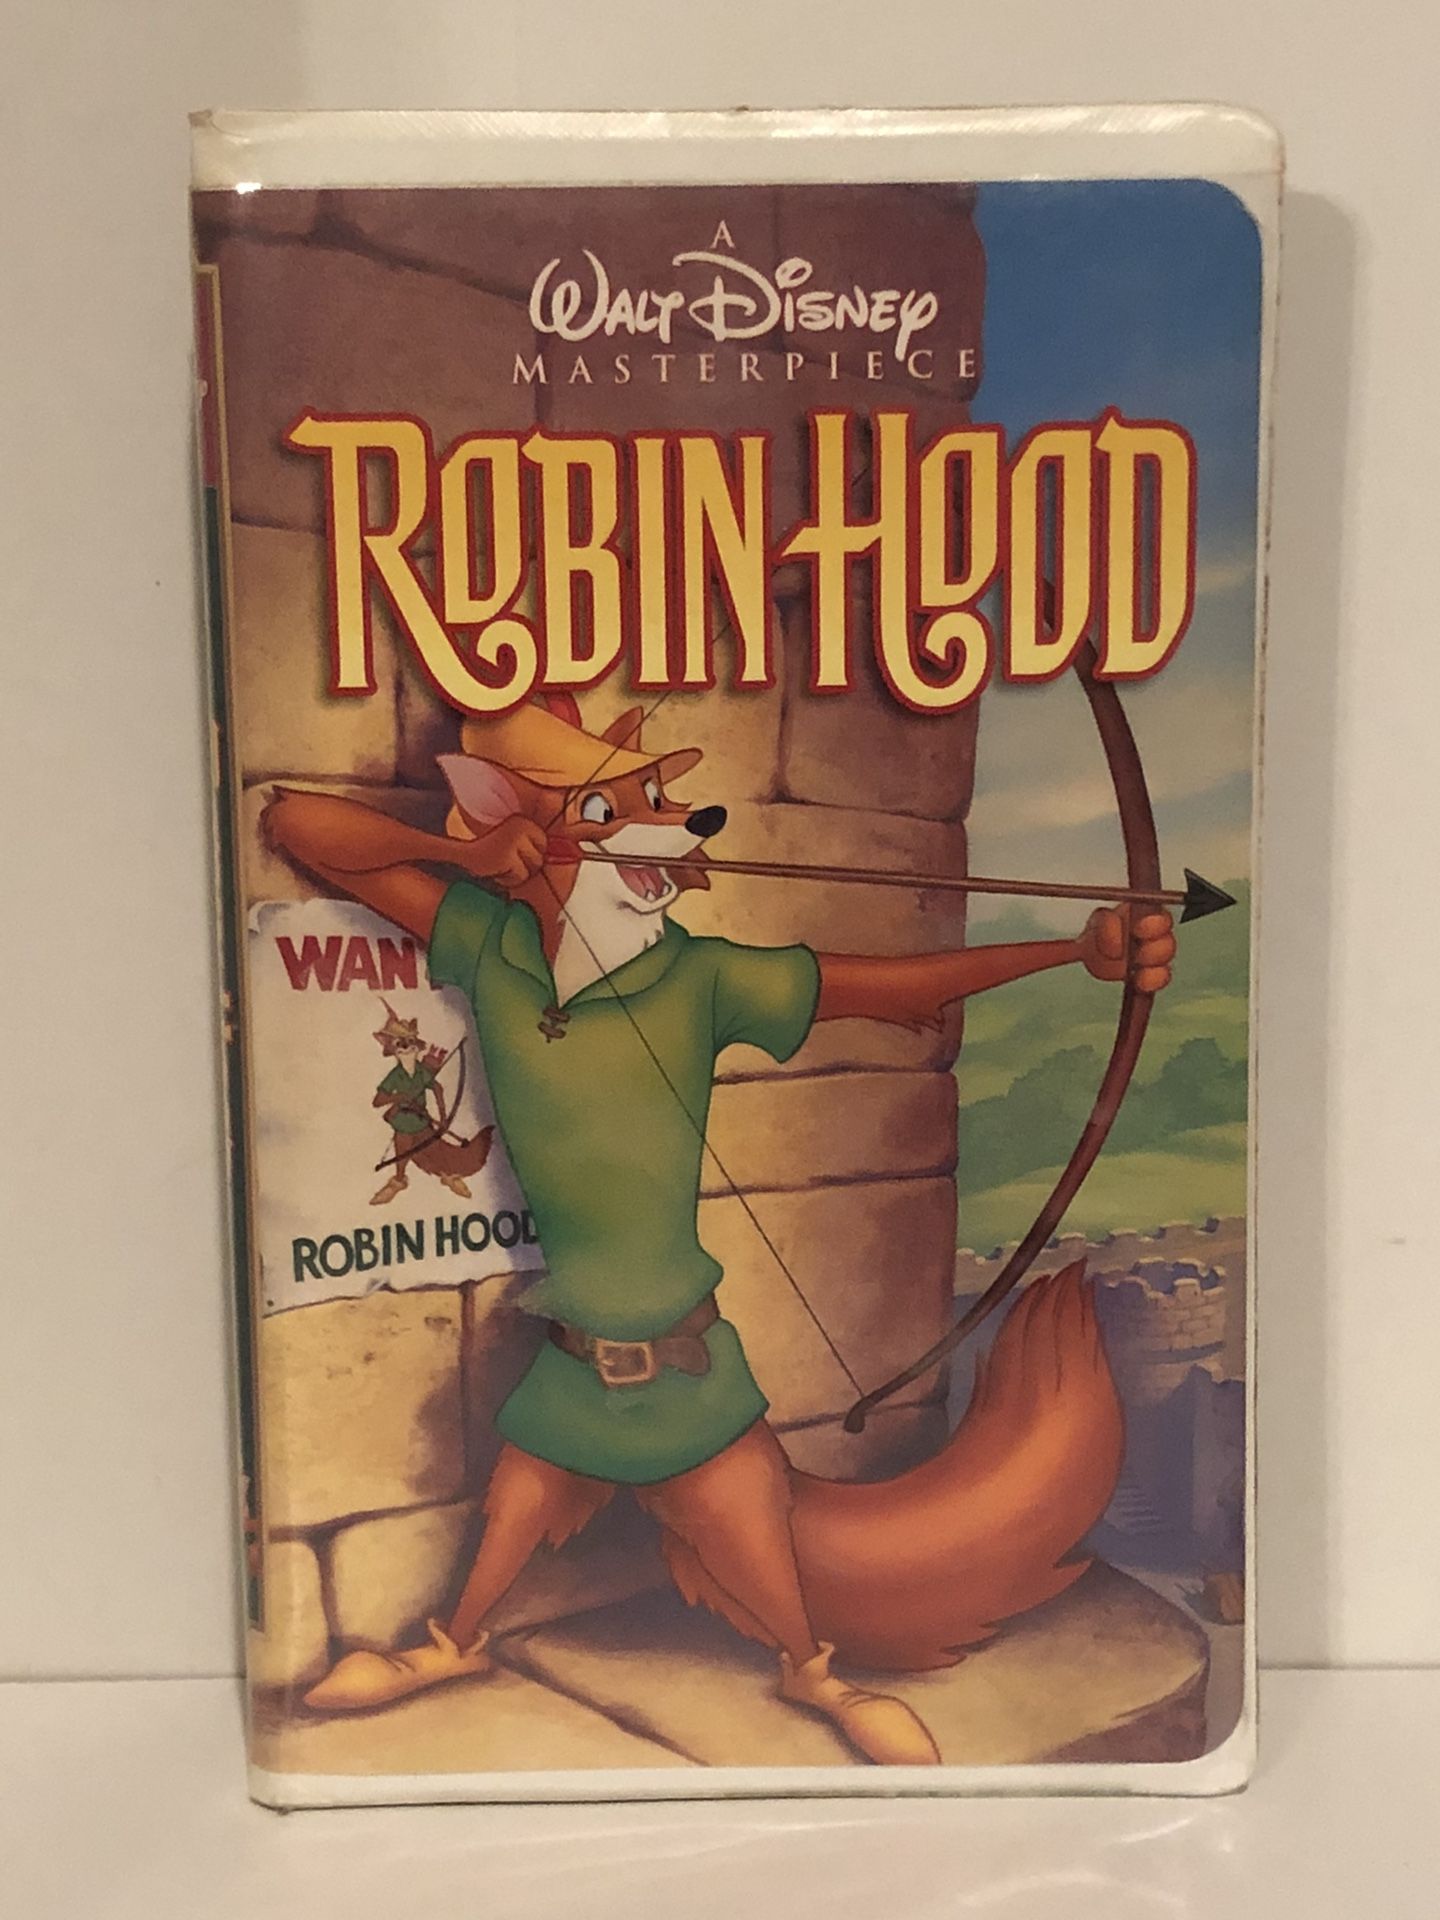 A
WALT DISNEY
MASTERPIECE
ROBIN HOOD
WAN
ROBIN HOOD